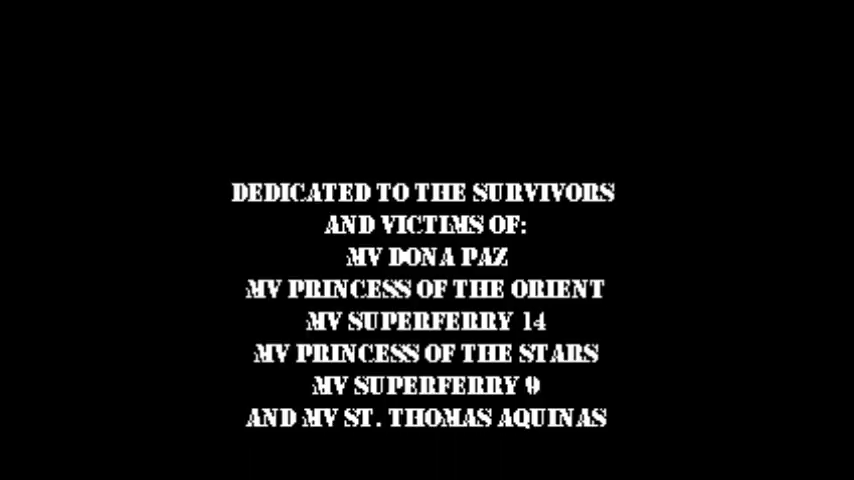 DEDICATED TO THE SURVIVORS
AND VICTIMS OF:
MV DONA PAZ
MV PRINCESS OF THE ORIENT
MV SUPERFERRY 14
MV PRINCESS OF THE STARS
MV SUPERFERRY 9
AND MV ST. THOMAS AQUINAS